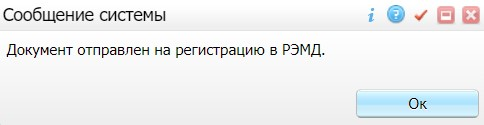 Сообщение системы
Документ отправлен на регистрацию в РЭМД.
Ок